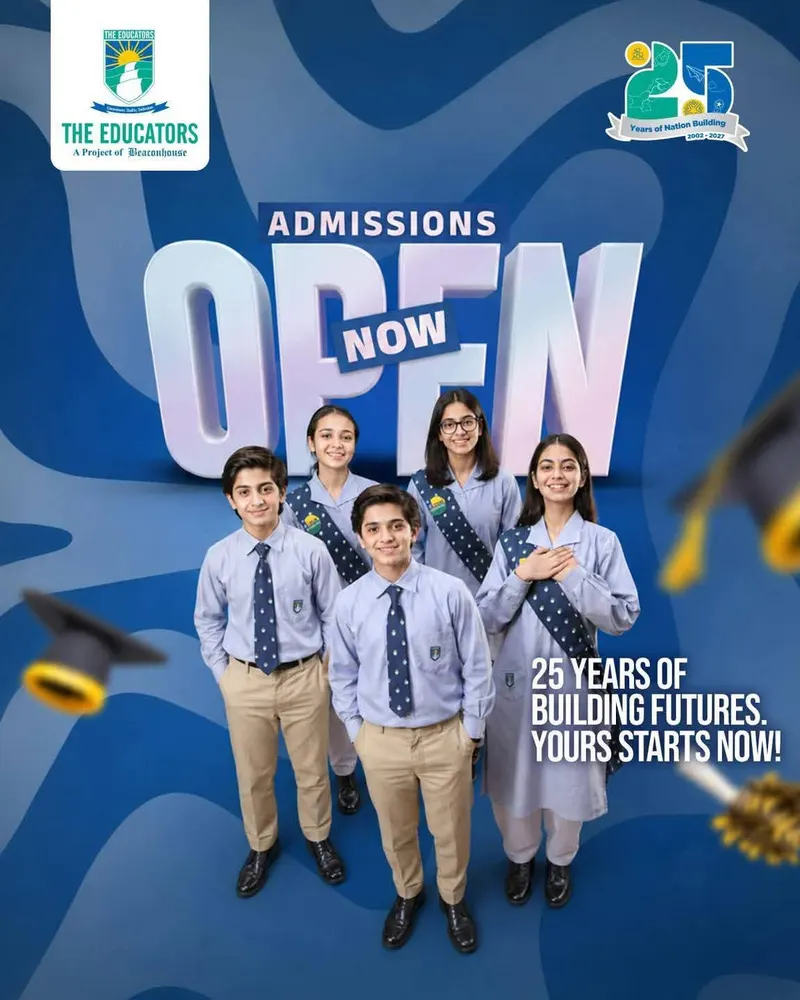 THE EDUCATORS
THE EDUCATORS
A Project of Beaconhouse
25
Years of Nation Building
2002 - 2027
ADMISSIONS
OPEN
NOW
25 YEARS OF
BUILDING FUTURES.
YOURS STARTS NOW!